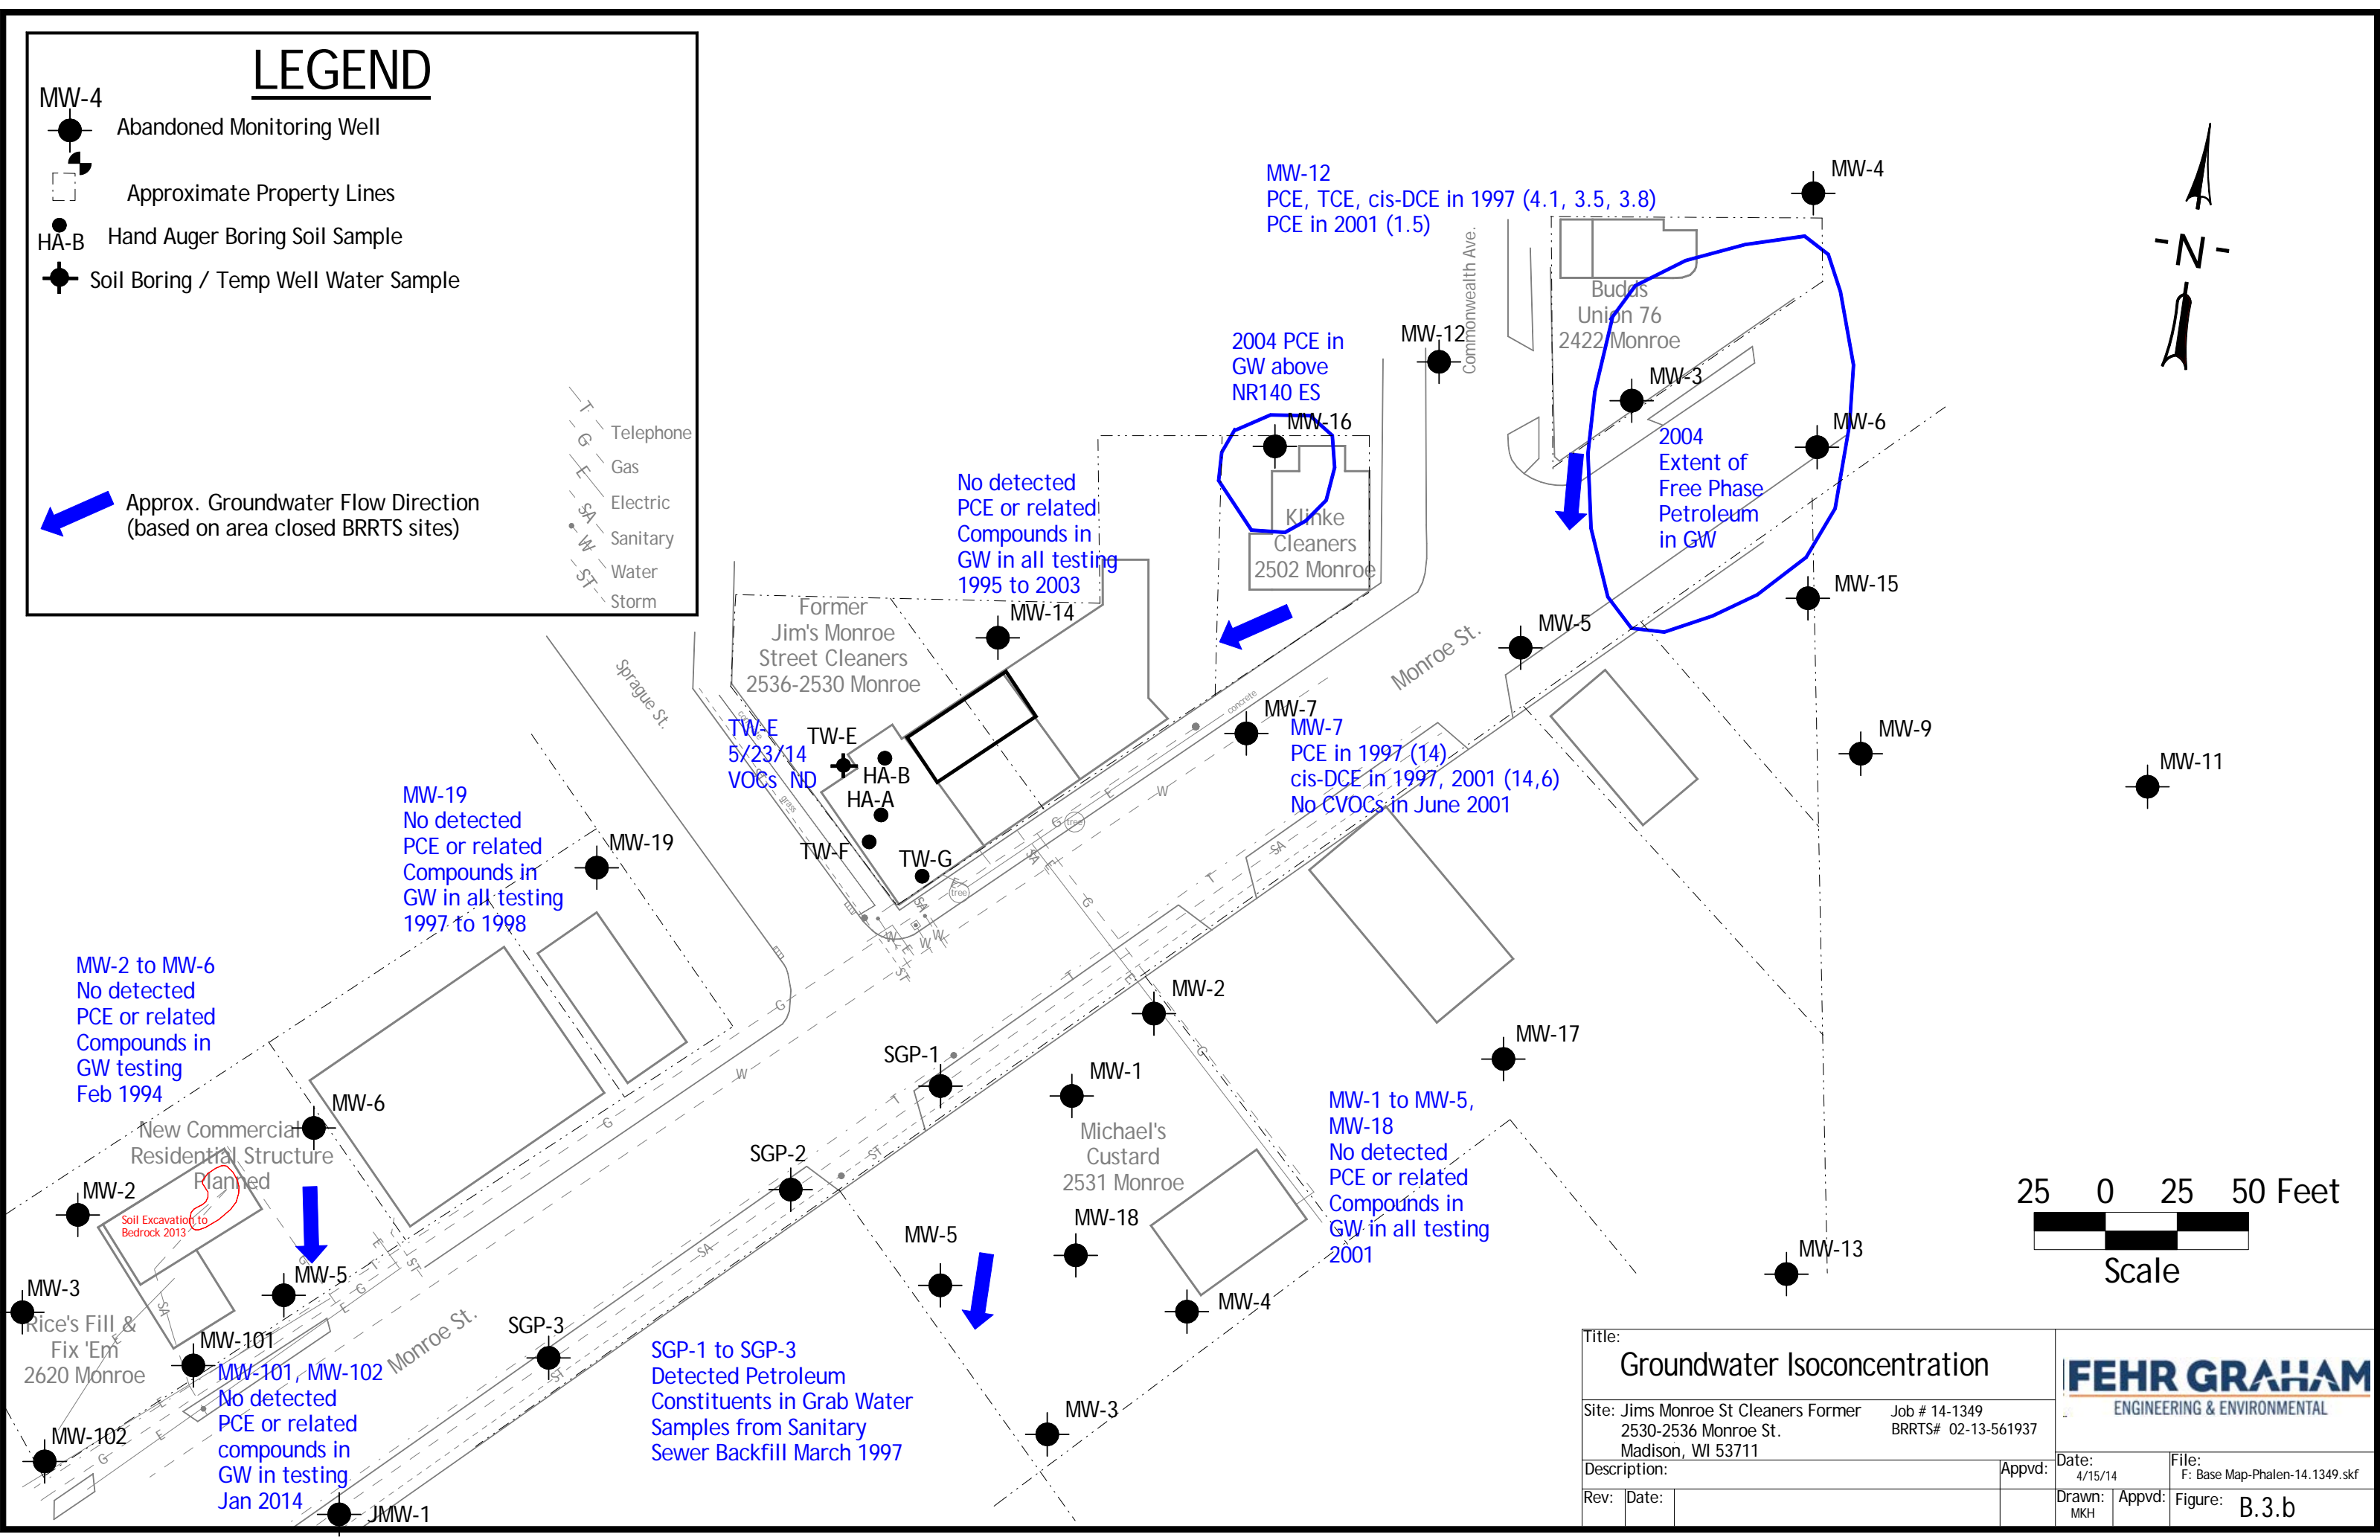 LEGEND
MW-4
Abandoned Monitoring Well
Approximate Property Lines
HA-B
Hand Auger Boring Soil Sample
Soil Boring / Temp Well Water Sample
T
G
E
SA
W
ST
Telephone
Gas
Electric
Sanitary
Water
Storm
Approx. Groundwater Flow Direction
(based on area closed BRRTS sites)
MW-12
PCE, TCE, cis-DCE in 1997 (4.1, 3.5, 3.8)
PCE in 2001 (1.5)
MW-4
-N-
Commonwealth Ave.
Budds
Union 76
2422 Monroe
MW-12
2004 PCE in
GW above
NR140 ES
MW-3
MW-16
MW-6
2004
Extent of
Free Phase
Petroleum
in GW
No detected
PCE or related
Compounds in
GW in all testing
1995 to 2003
Klinke
Cleaners
2502 Monroe
MW-15
MW-14
MW-5
Former
Jim's Monroe
Street Cleaners
2536-2530 Monroe
Sprague St.
Monroe St.
concrete
MW-7
MW-7
PCE in 1997 (14)
cis-DCE in 1997, 2001 (14,6)
No CVOCs in June 2001
MW-9
MW-11
TW-E
5/23/14
VOCs ND
TW-E
HA-B
HA-A
TW-F
TW-G
grass
tree
tree
MW-19
No detected
PCE or related
Compounds in
GW in all testing
1997 to 1998
MW-19
MW-2 to MW-6
No detected
PCE or related
Compounds in
GW testing
Feb 1994
MW-2
MW-17
SGP-1
MW-1
MW-6
New Commercial
Residential Structure
Planned
Michael's
Custard
2531 Monroe
MW-1 to MW-5,
MW-18
No detected
PCE or related
Compounds in
GW in all testing
2001
SGP-2
MW-2
Soil Excavation to
Bedrock 2013
MW-18
MW-5
MW-5
MW-13
25 0 25 50 Feet
Scale
MW-3
MW-4
Rice's Fill &
Fix 'Em
2620 Monroe
MW-101
SGP-3
Monroe St.
MW-101, MW-102
No detected
PCE or related
compounds in
GW in testing
Jan 2014
SGP-1 to SGP-3
Detected Petroleum
Constituents in Grab Water
Samples from Sanitary
Sewer Backfill March 1997
MW-3
MW-102
JMW-1
Title:
Groundwater Isoconcentration
Site: Jims Monroe St Cleaners Former
2530-2536 Monroe St.
Madison, WI 53711
Job # 14-1349
BRRTS# 02-13-561937
FEHR GRAHAM
ENGINEERING & ENVIRONMENTAL
Description:
Appvd:
Date:
4/15/14
File:
F: Base Map-Phalen-14.1349.skf
Rev:
Date:
Drawn:
MKH
Appvd:
Figure: B.3.b